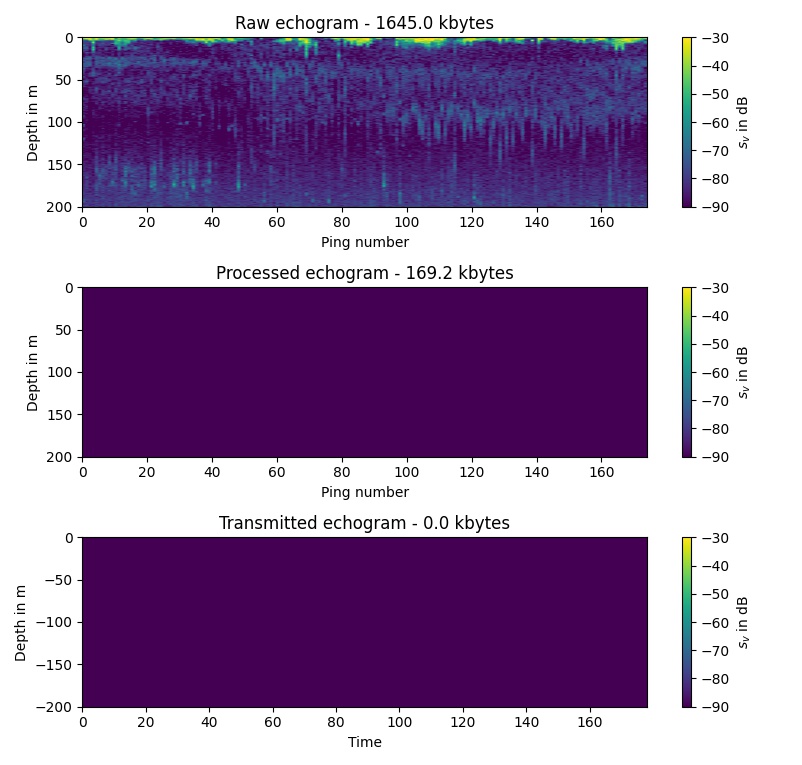 Raw echogram - 1645.0 kbytes
0
50
100
150
200
Depth in m
0 20 40 60 80 100 120 140 160
Ping number
−30
−40
−50
−60
−70
−80
−90
sv in dB
Processed echogram - 169.2 kbytes
0
50
100
150
200
Depth in m
0 20 40 60 80 100 120 140 160
Ping number
−30
−40
−50
−60
−70
−80
−90
sv in dB
Transmitted echogram - 0.0 kbytes
0
−50
−100
−150
−200
Depth in m
0 20 40 60 80 100 120 140 160
Time
−30
−40
−50
−60
−70
−80
−90
sv in dB